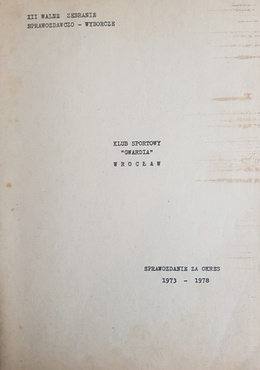 XII WALNE ZEBRANIE
SPRAWOZDAWCZO - WYBORCZE
KLUB SPORTOWY
"GWARDIA"
W R O C Ł A W
SPRAWOZDANIE ZA OKRES
1973 - 1978